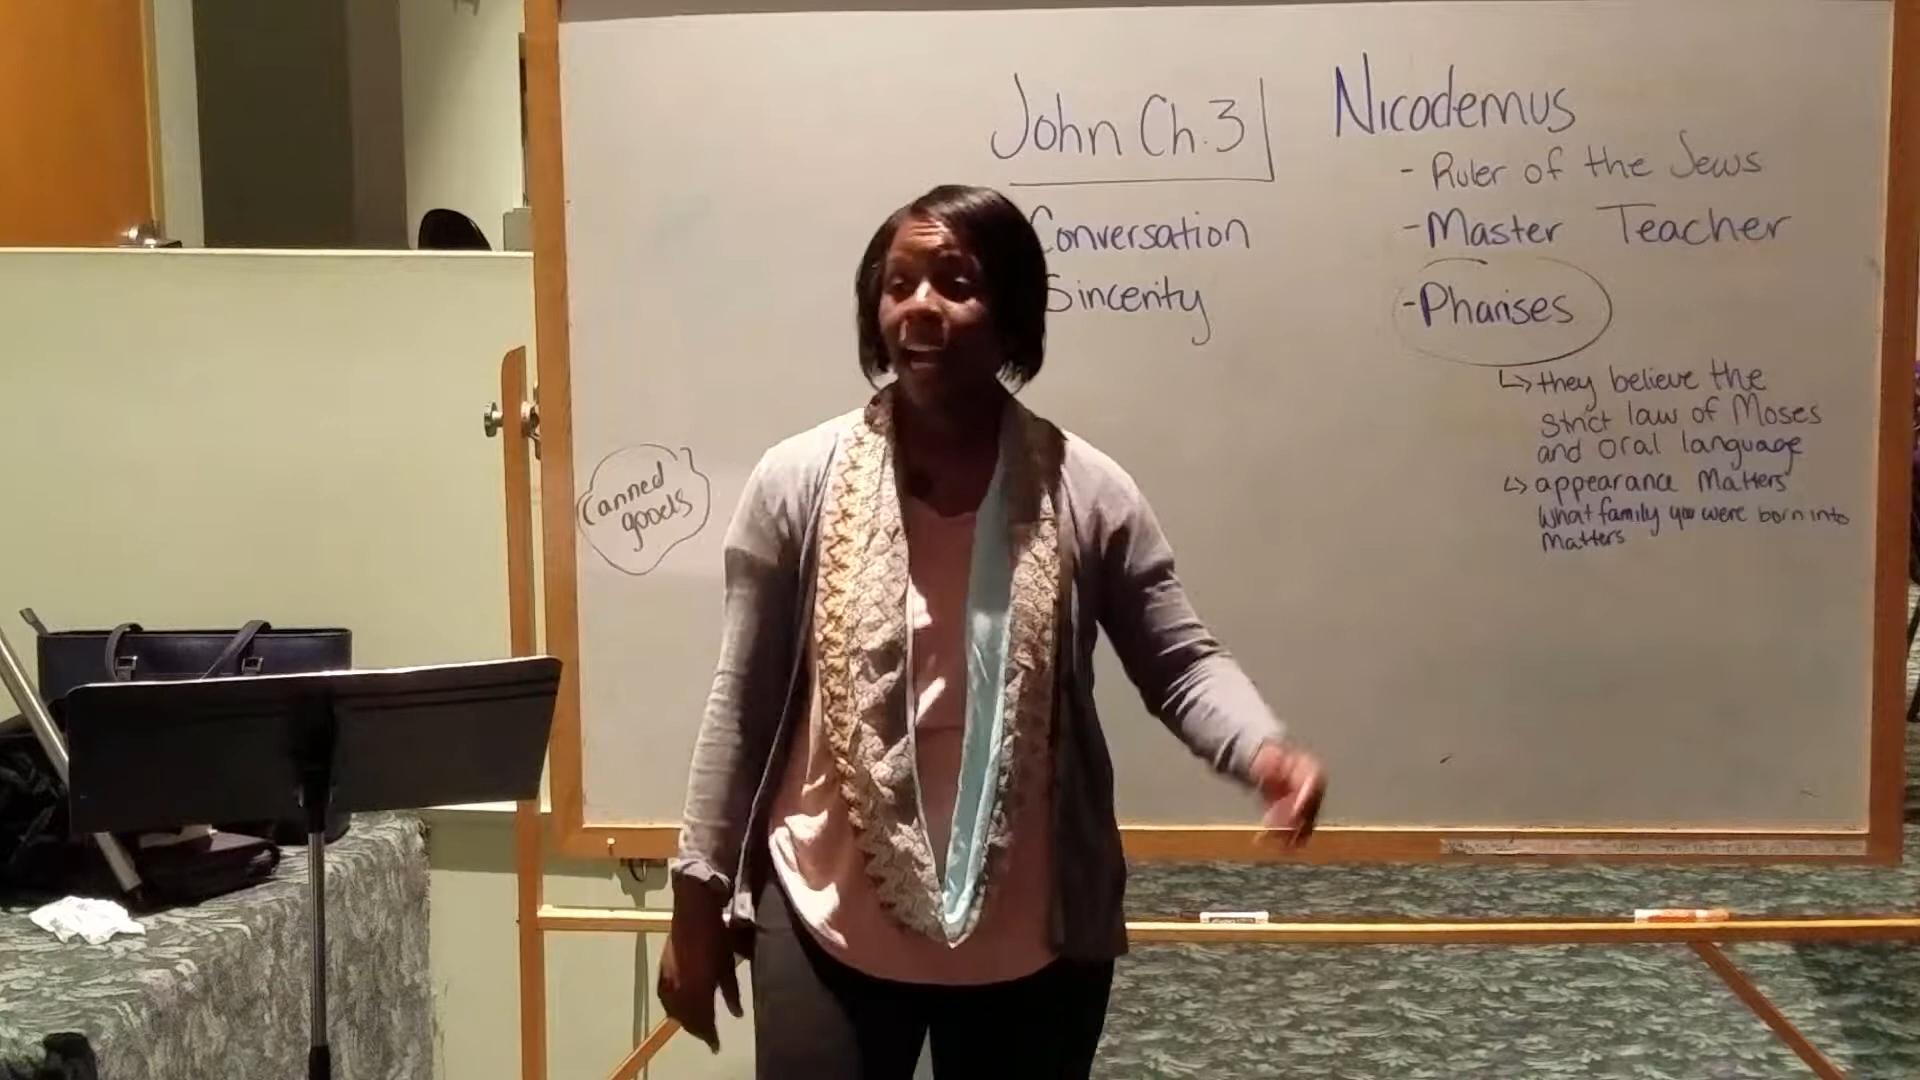 John Ch. 3
Conversation
Sincerity
Canned
goods
Nicodemus
- Ruler of the Jews
- Master Teacher
- Pharises
↳ they believe the
strict law of Moses
and oral language
↳ appearance Matters
What family you were born into
Matters